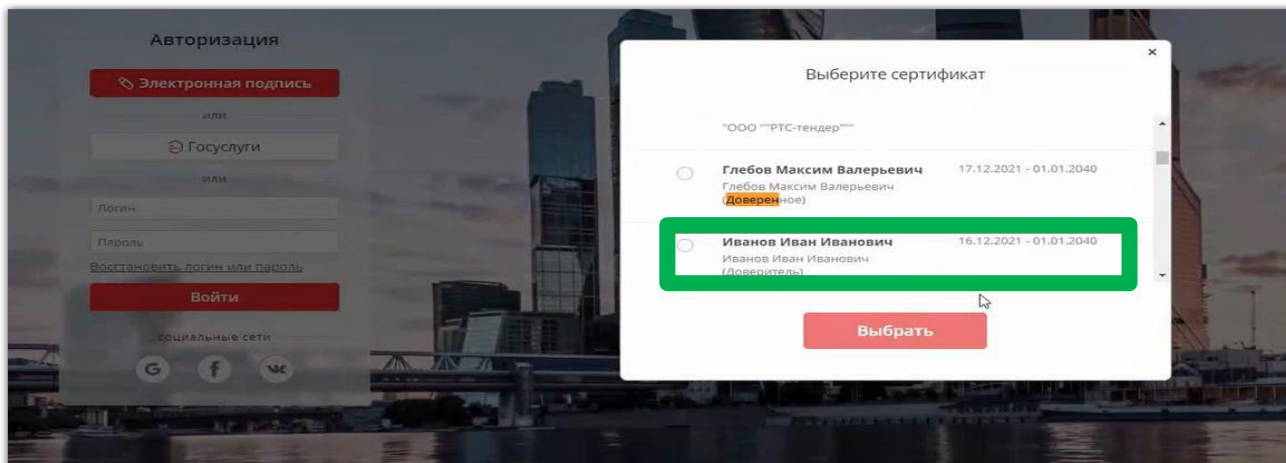 Авторизация
Электронная подпись
или
Госуслуги
или
Логин
Пароль
Восстановить логин или пароль
Войти
социальные сети
G f
×
Выберите сертификат
"ООО ""РТС-тендер"""
Глебов Максим Валерьевич 17.12.2021 - 01.01.2040
Глебов Максим Валерьевич
(Доверенное)
Иванов Иван Иванович 16.12.2021 - 01.01.2040
Иванов Иван Иванович
(Доверитель)
Выбрать